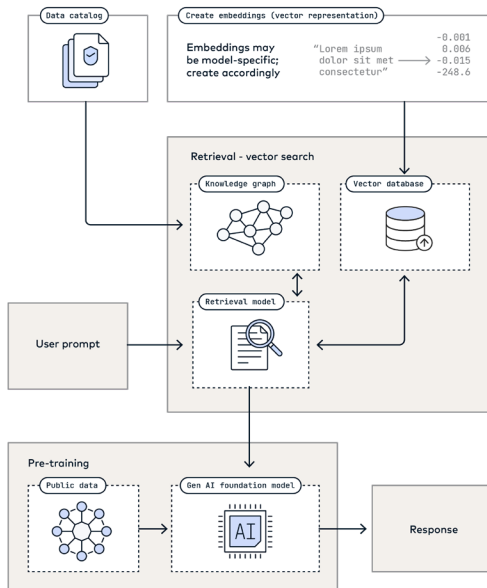 Data catalog
Create embeddings (vector representation)
Embeddings may
be model-specific;
create accordingly
“Lorem ipsum
dolor sit met
consectetur”
-0.001
0.006
-0.015
-248.6
Retrieval - vector search
Knowledge graph
Vector database
Retrieval model
User prompt
Pre-training
Public data
Gen AI foundation model
AI
Response